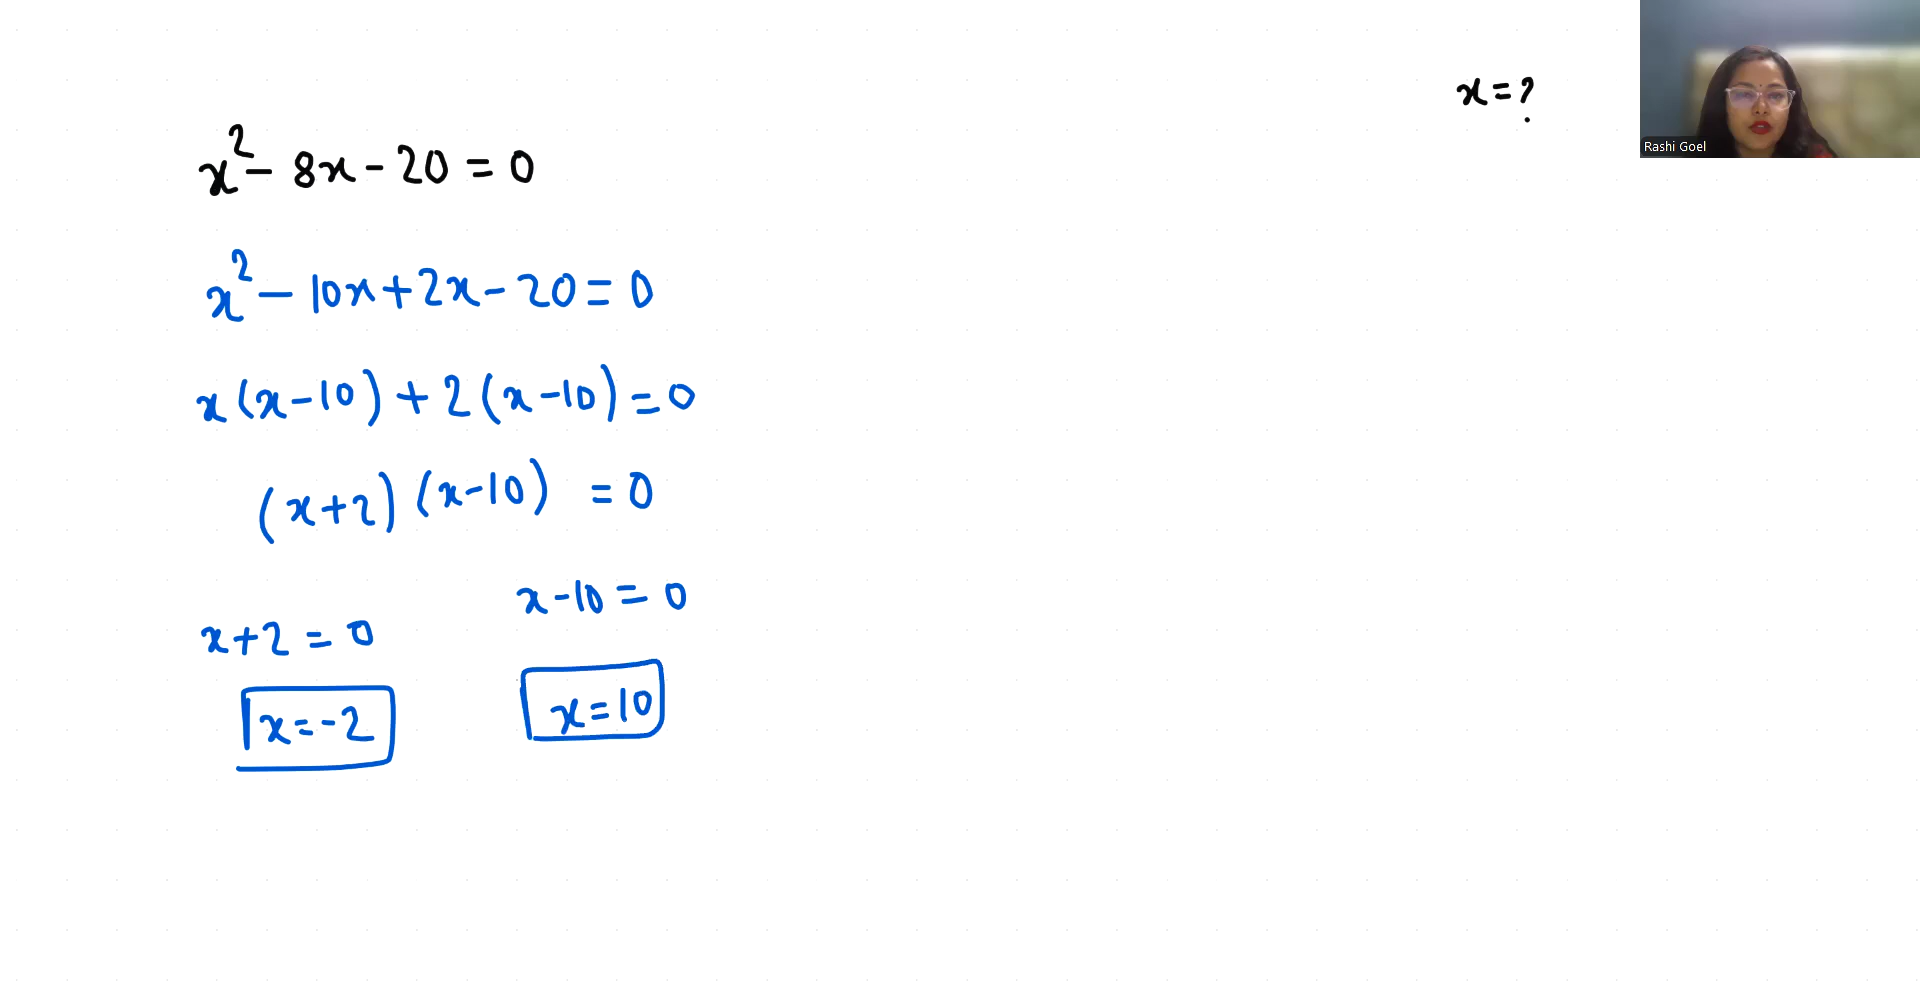 x = ?
Rashi Goel
x² - 8x - 20 = 0
x² - 10x + 2x - 20 = 0
x (x - 10) + 2 (x - 10) = 0
(x + 2) (x - 10) = 0
x + 2 = 0
x = -2
x - 10 = 0
x = 10